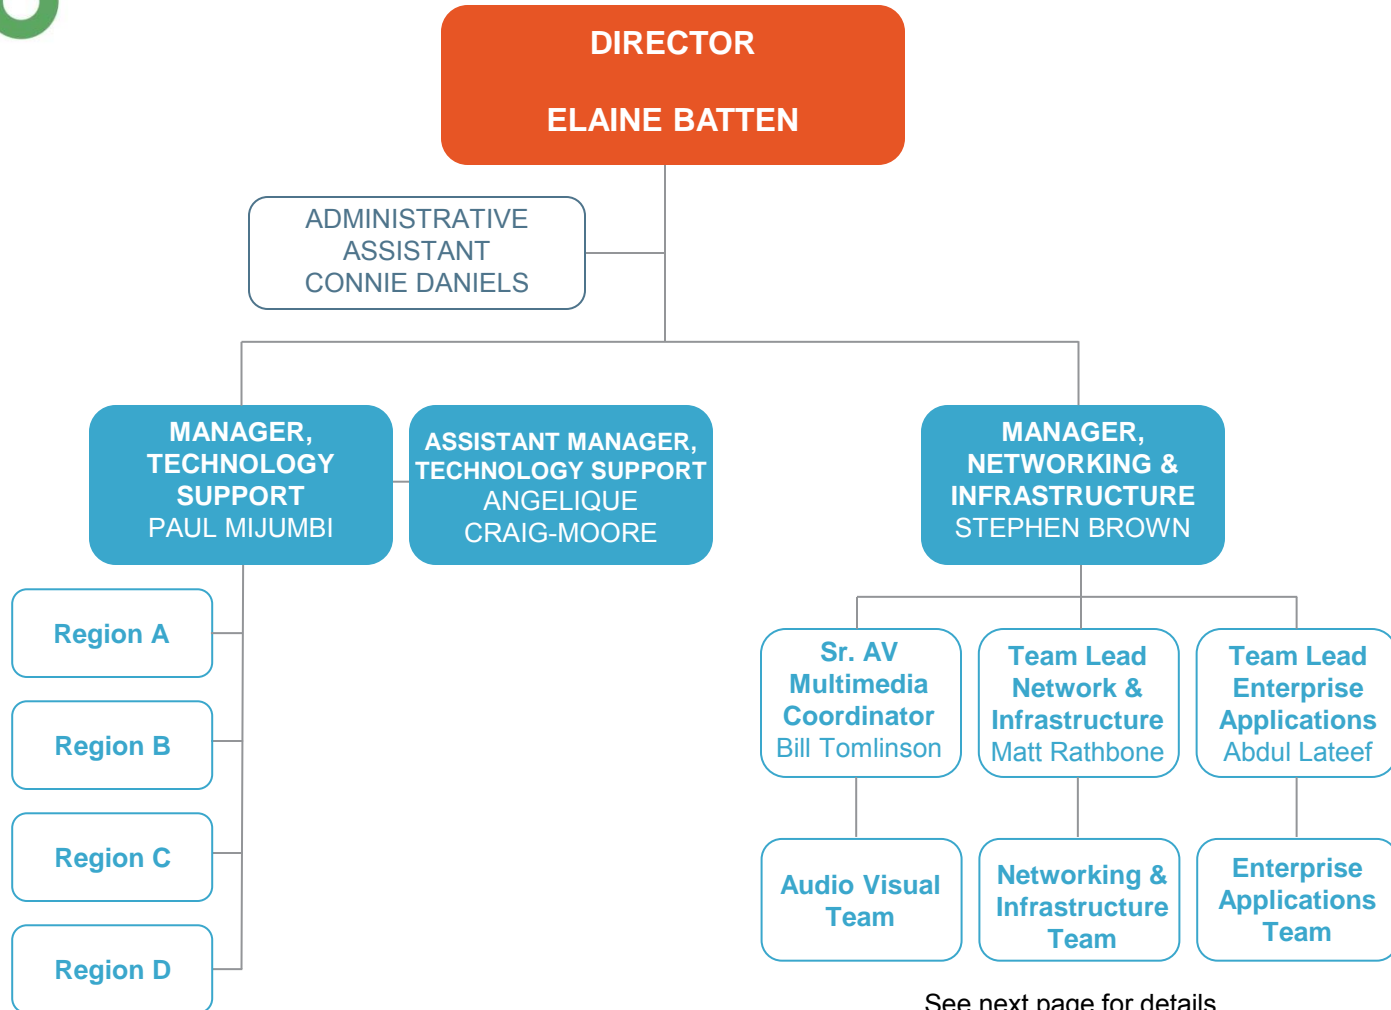 DIRECTOR
ELAINE BATTEN
ADMINISTRATIVE
ASSISTANT
CONNIE DANIELS
MANAGER,
TECHNOLOGY
SUPPORT
PAUL MIJUMBI
ASSISTANT MANAGER,
TECHNOLOGY SUPPORT
ANGELIQUE
CRAIG-MOORE
MANAGER,
NETWORKING &
INFRASTRUCTURE
STEPHEN BROWN
Region A
Region B
Region C
Region D
Sr. AV
Multimedia
Coordinator
Bill Tomlinson
Team Lead
Network &
Infrastructure
Matt Rathbone
Team Lead
Enterprise
Applications
Abdul Lateef
Audio Visual
Team
Networking &
Infrastructure
Team
Enterprise
Applications
Team
See next page for details